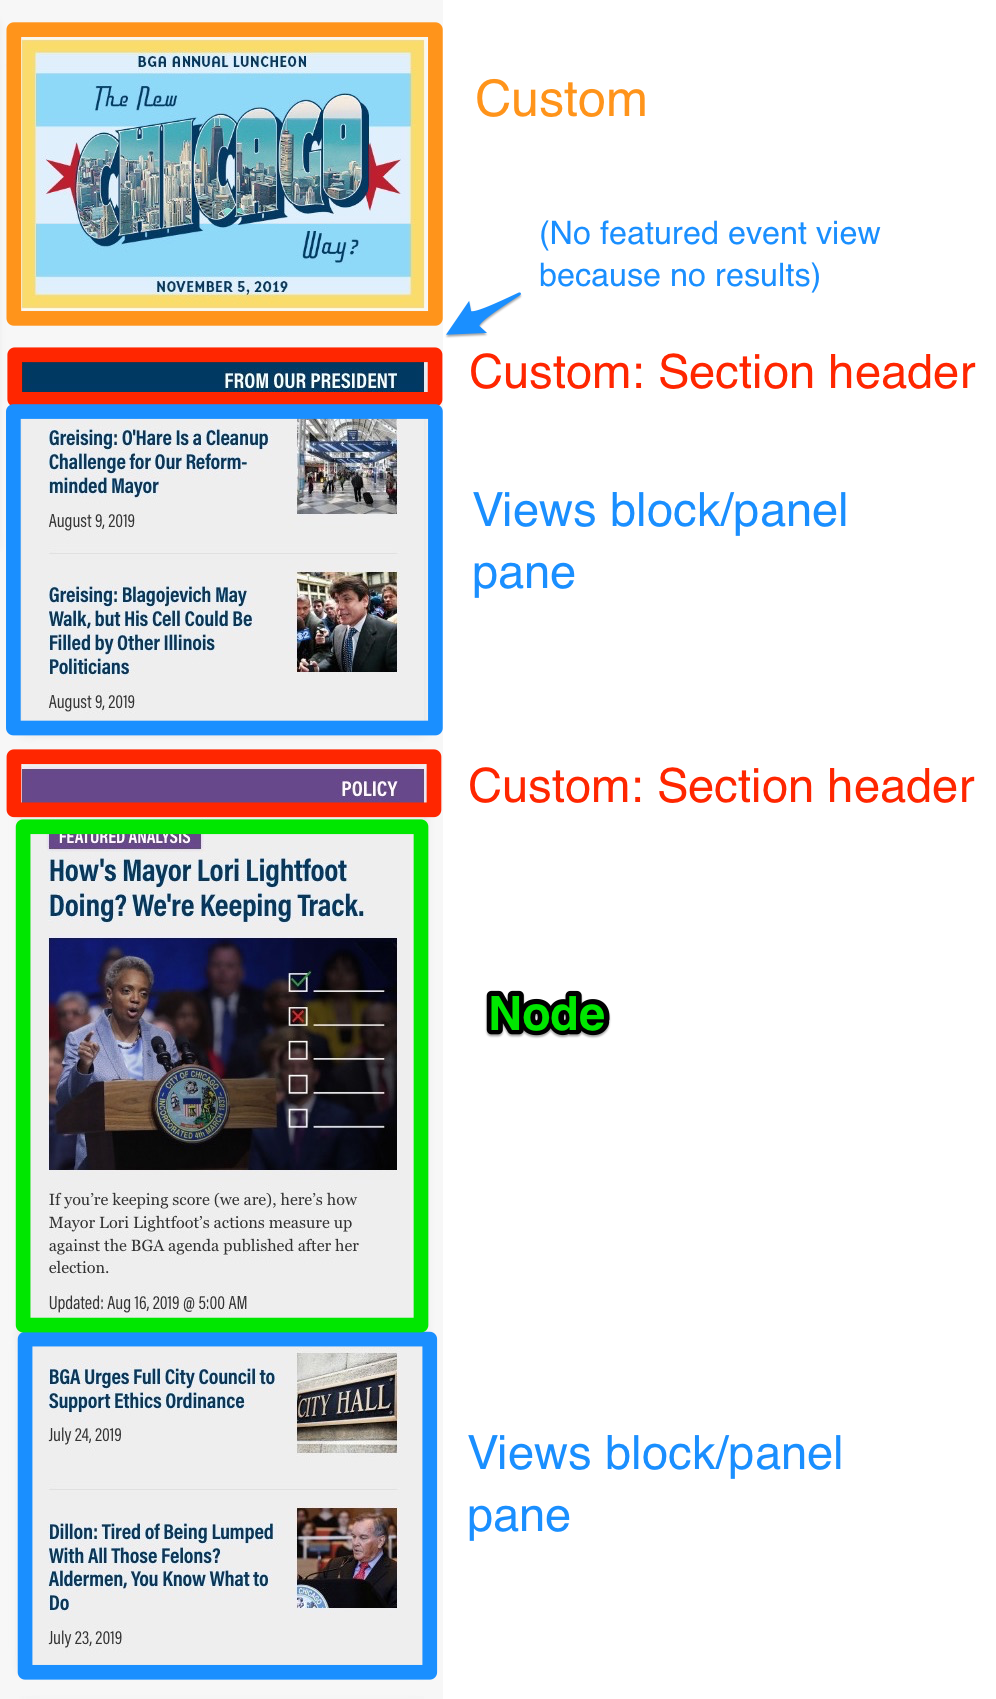 BGA ANNUAL LUNCHEON
The New
CHICAGO
Way?
NOVEMBER 5, 2019
Custom
(No featured event view
because no results)
FROM OUR PRESIDENT
Custom: Section header
Greising: O'Hare Is a Cleanup
Challenge for Our Reform-
minded Mayor
August 9, 2019
Greising: Blagojevich May
Walk, but His Cell Could Be
Filled by Other Illinois
Politicians
August 9, 2019
Views block/panel
pane
POLICY
Custom: Section header
FEATURED ANALYSIS
How's Mayor Lori Lightfoot
Doing? We're Keeping Track.
CITY OF CHICAGO
INCORPORATED 4th MARCH 1837
If you’re keeping score (we are), here’s how
Mayor Lori Lightfoot’s actions measure up
against the BGA agenda published after her
election.
Updated: Aug 16, 2019 @ 5:00 AM
Node
BGA Urges Full City Council to
Support Ethics Ordinance
July 24, 2019
CITY HALL
Dillon: Tired of Being Lumped
With All Those Felons?
Aldermen, You Know What to
Do
July 23, 2019
Views block/panel
pane